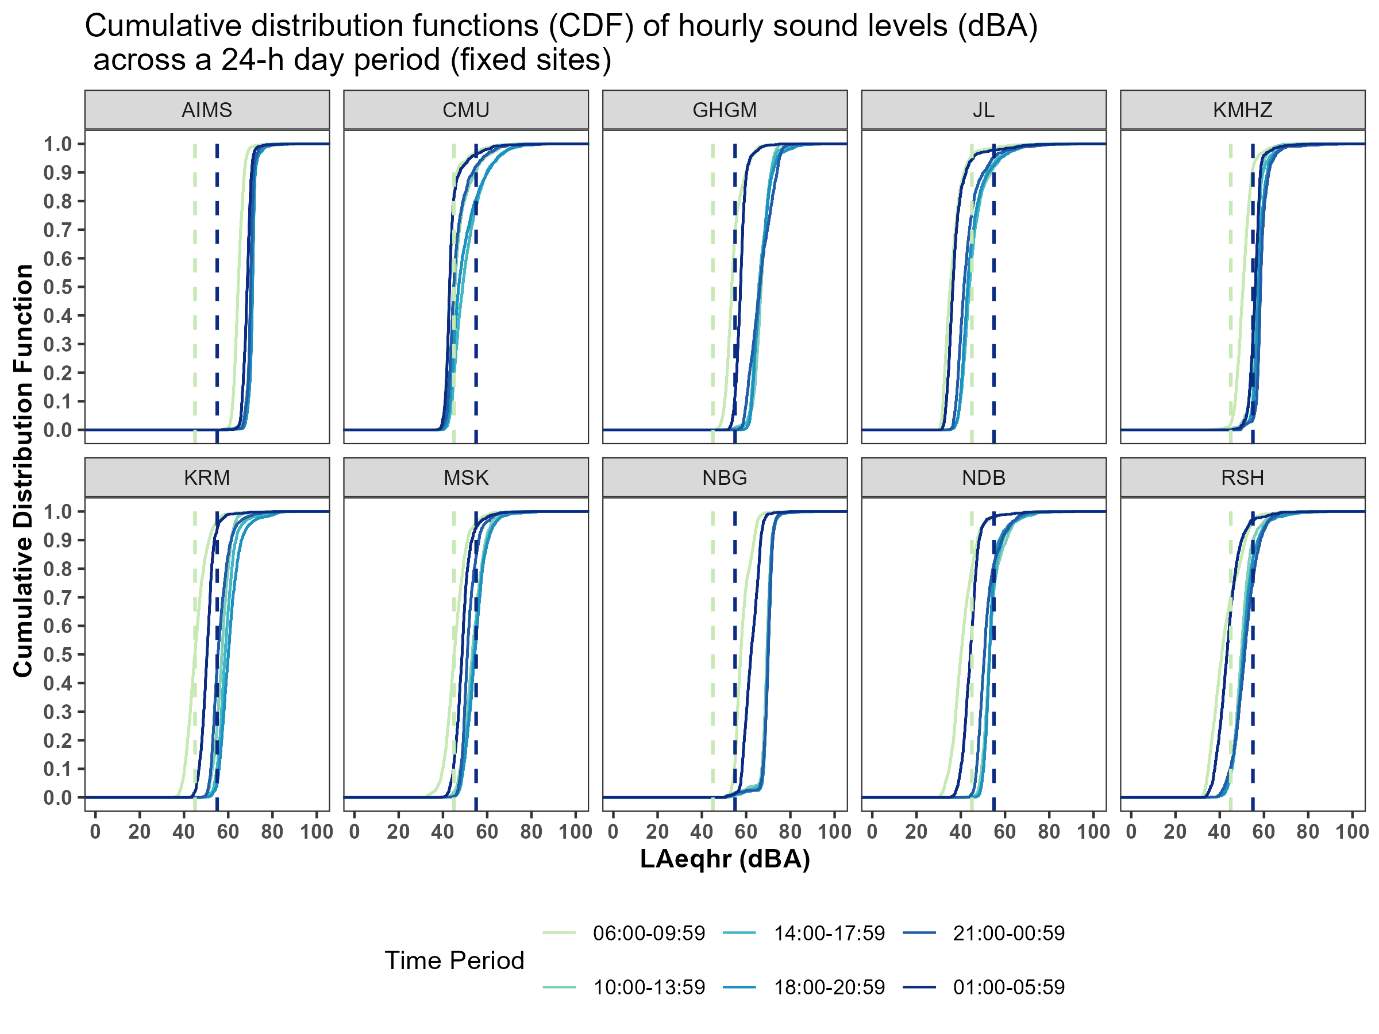 Cumulative distribution functions (CDF) of hourly sound levels (dBA)
across a 24-h day period (fixed sites)
AIMS CMU GHGM JL KMHZ
1.0
0.9
0.8
0.7
0.6
0.5
0.4
0.3
0.2
0.1
0.0
KRM MSK NBG NDB RSH
1.0
0.9
0.8
0.7
0.6
0.5
0.4
0.3
0.2
0.1
0.0
Cumulative Distribution Function
0 20 40 60 80 100 0 20 40 60 80 100 0 20 40 60 80 100 0 20 40 60 80 100 0 20 40 60 80 100
LAeqhr (dBA)
Time Period
06:00-09:59 14:00-17:59 21:00-00:59
10:00-13:59 18:00-20:59 01:00-05:59